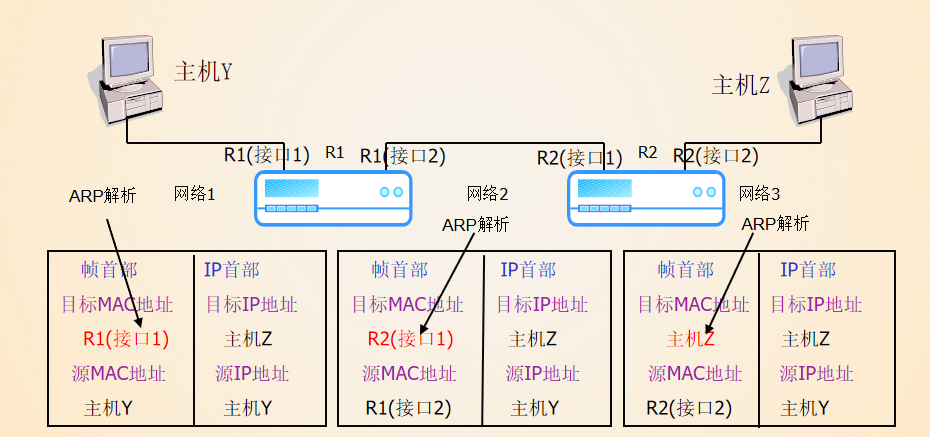 主机Y
主机Z
R1(接口1) R1 R1(接口2)
R2(接口1) R2 R2(接口2)
ARP解析 网络1
网络2
ARP解析
网络3
ARP解析
帧首部 IP首部
目标MAC地址 目标IP地址
R1(接口1) 主机Z
源MAC地址 源IP地址
主机Y 主机Y
帧首部 IP首部
目标MAC地址 目标IP地址
R2(接口1) 主机Z
源MAC地址 源IP地址
R1(接口2) 主机Y
帧首部 IP首部
目标MAC地址 目标IP地址
主机Z 主机Z
源MAC地址 源IP地址
R2(接口2) 主机Y